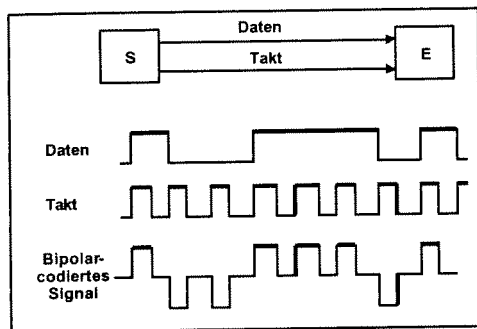 Daten
S
E
Takt
Daten
Takt
Bipolar-
codiertes
Signal